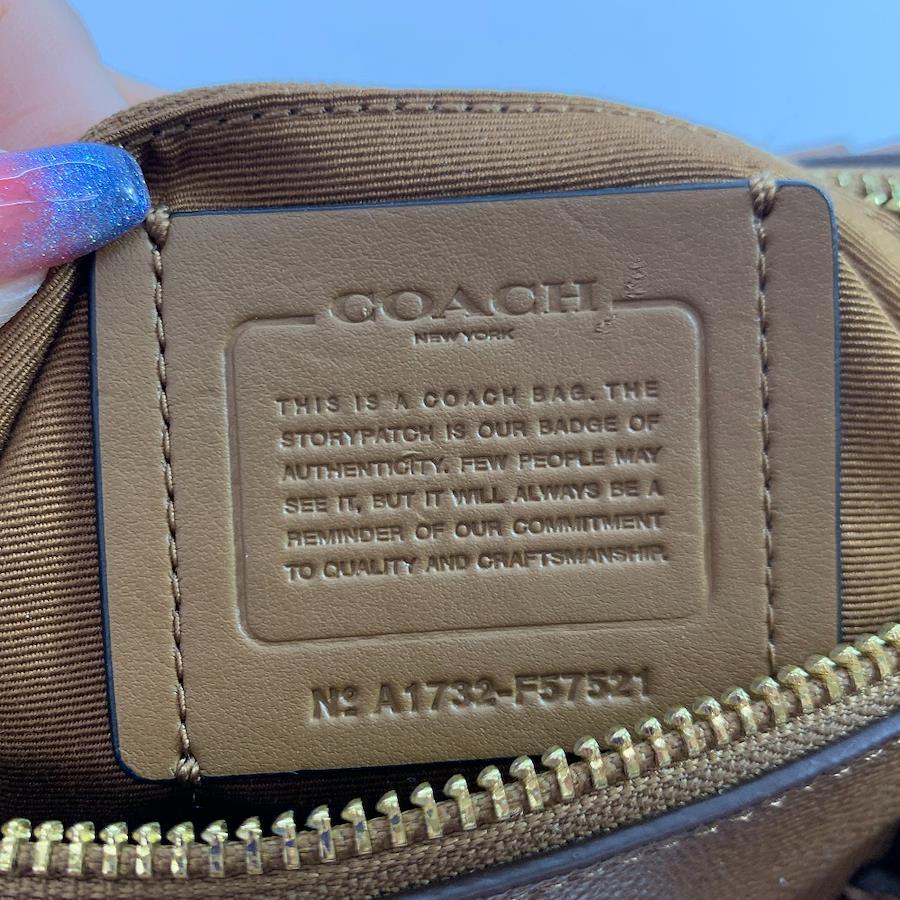 COACH
NEW YORK
THIS IS A COACH BAG. THE
STORYPATCH IS OUR BADGE OF
AUTHENTICITY. FEW PEOPLE MAY
SEE IT, BUT IT WILL ALWAYS BE A
REMINDER OF OUR COMMITMENT
TO QUALITY AND CRAFTSMANSHIP.
Nº A1732-F57521